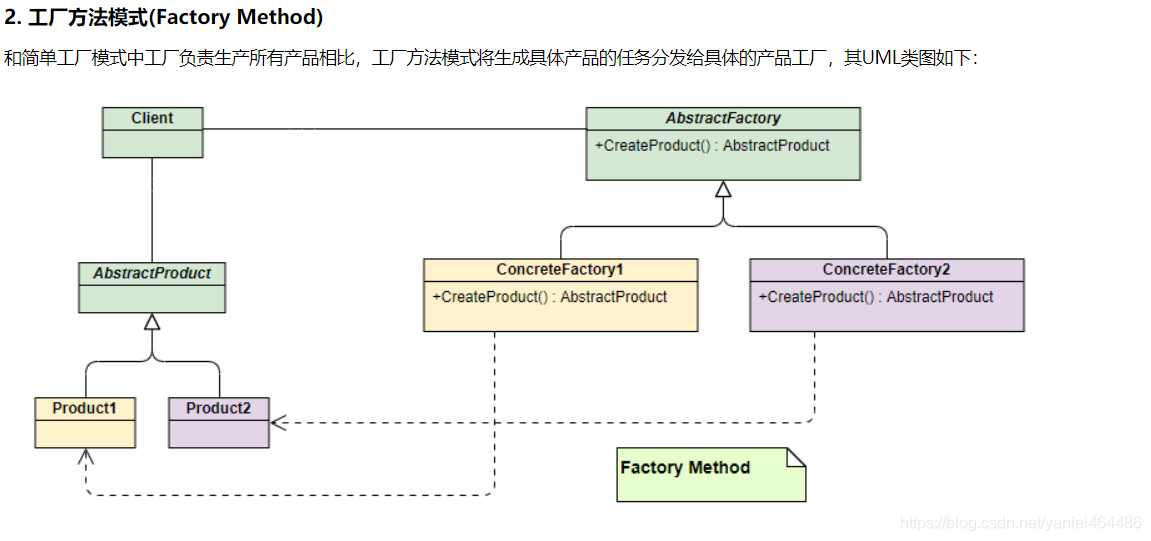 2. 工厂方法模式(Factory Method)
和简单工厂模式中工厂负责生产所有产品相比，工厂方法模式将生成具体产品的任务分发给具体的产品工厂，其UML类图如下：
Client
AbstractFactory
+CreateProduct() : AbstractProduct
AbstractProduct
ConcreteFactory1
+CreateProduct() : AbstractProduct
ConcreteFactory2
+CreateProduct() : AbstractProduct
Product1
Product2
Factory Method
https://blog.csdn.net/yanfei464486